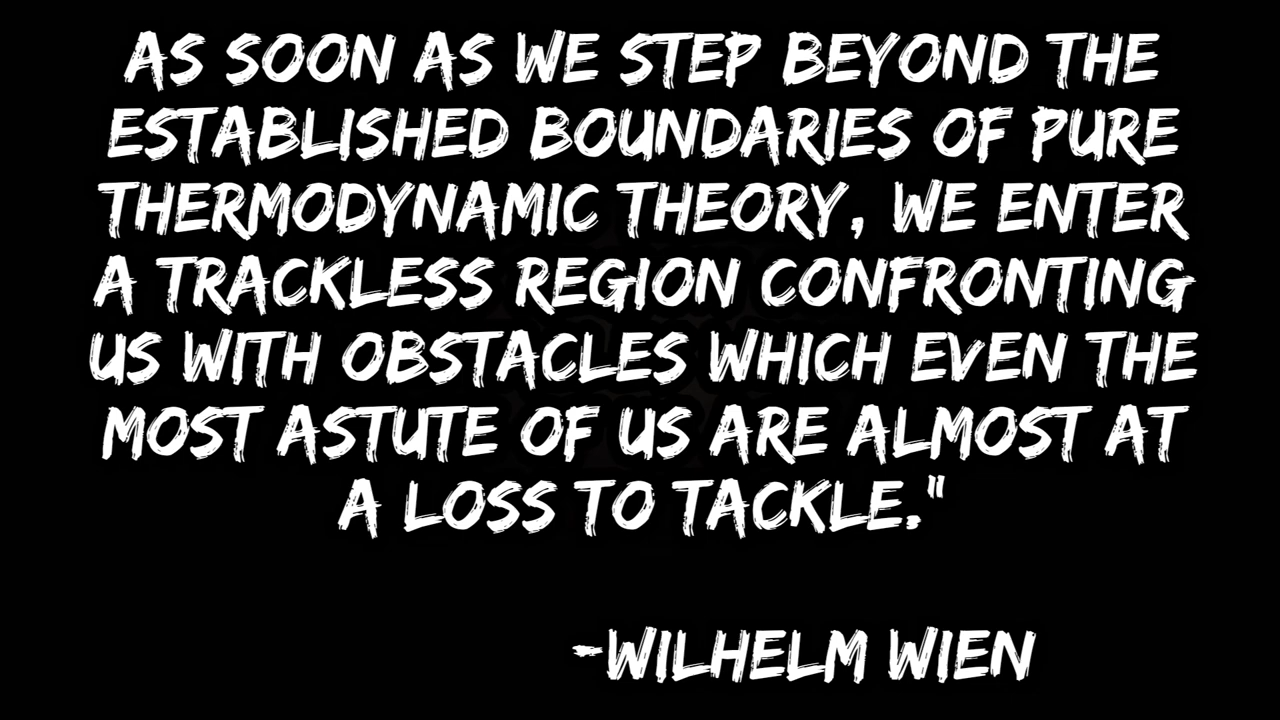 AS SOON AS WE STEP BEYOND THE
ESTABLISHED BOUNDARIES OF PURE
THERMODYNAMIC THEORY, WE ENTER
A TRACKLESS REGION CONFRONTING
US WITH OBSTACLES WHICH EVEN THE
MOST ASTUTE OF US ARE ALMOST AT
A LOSS TO TACKLE."
-WILHELM WIEN